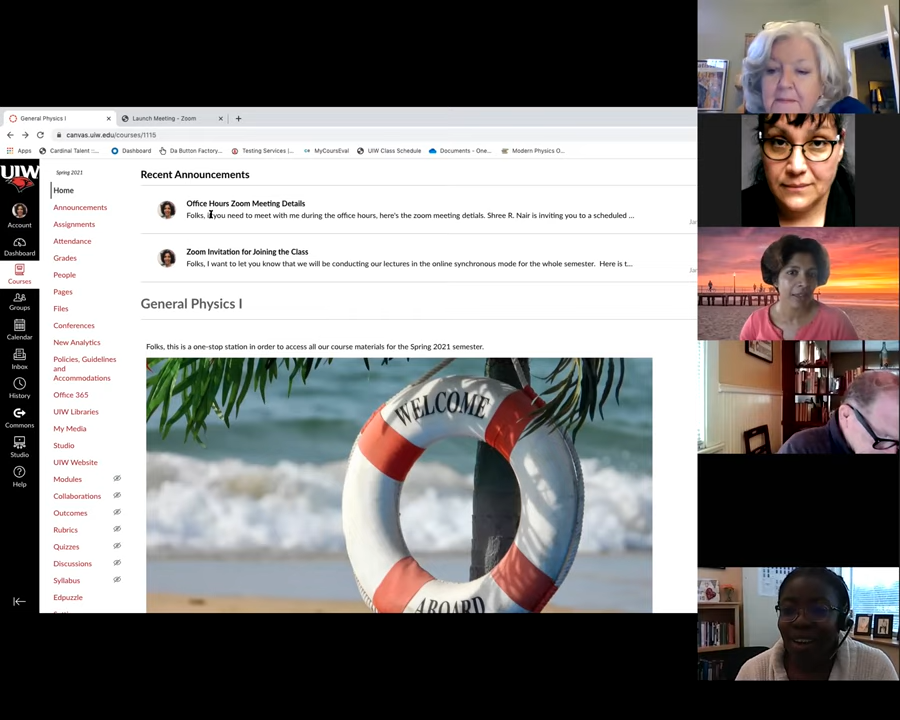 General Physics I
Launch Meeting - Zoom
canvas.uiw.edu/courses/1115
Apps
Cardinal Talent :...
Dashboard
Da Button Factory...
Testing Services |...
MyCoursEval
UIW Class Schedule
Documents - One...
Modern Physics O...
UIW
Account
Dashboard
Courses
Groups
Calendar
Inbox
History
Commons
Studio
Help
Spring 2021
Home
Announcements
Assignments
Attendance
Grades
People
Pages
Files
Conferences
New Analytics
Policies, Guidelines
and
Accommodations
Office 365
UIW Libraries
My Media
Studio
UIW Website
Modules
Collaborations
Outcomes
Rubrics
Quizzes
Discussions
Syllabus
Edpuzzle
Recent Announcements
Office Hours Zoom Meeting Details
Folks, if you need to meet with me during the office hours, here's the zoom meeting detials. Shree R. Nair is inviting you to a scheduled ...
Zoom Invitation for Joining the Class
Folks, I want to let you know that we will be conducting our lectures in the online synchronous mode for the whole semester. Here is t...
General Physics I
Folks, this is a one-stop station in order to access all our course materials for the Spring 2021 semester.
WELCOME
ABOARD